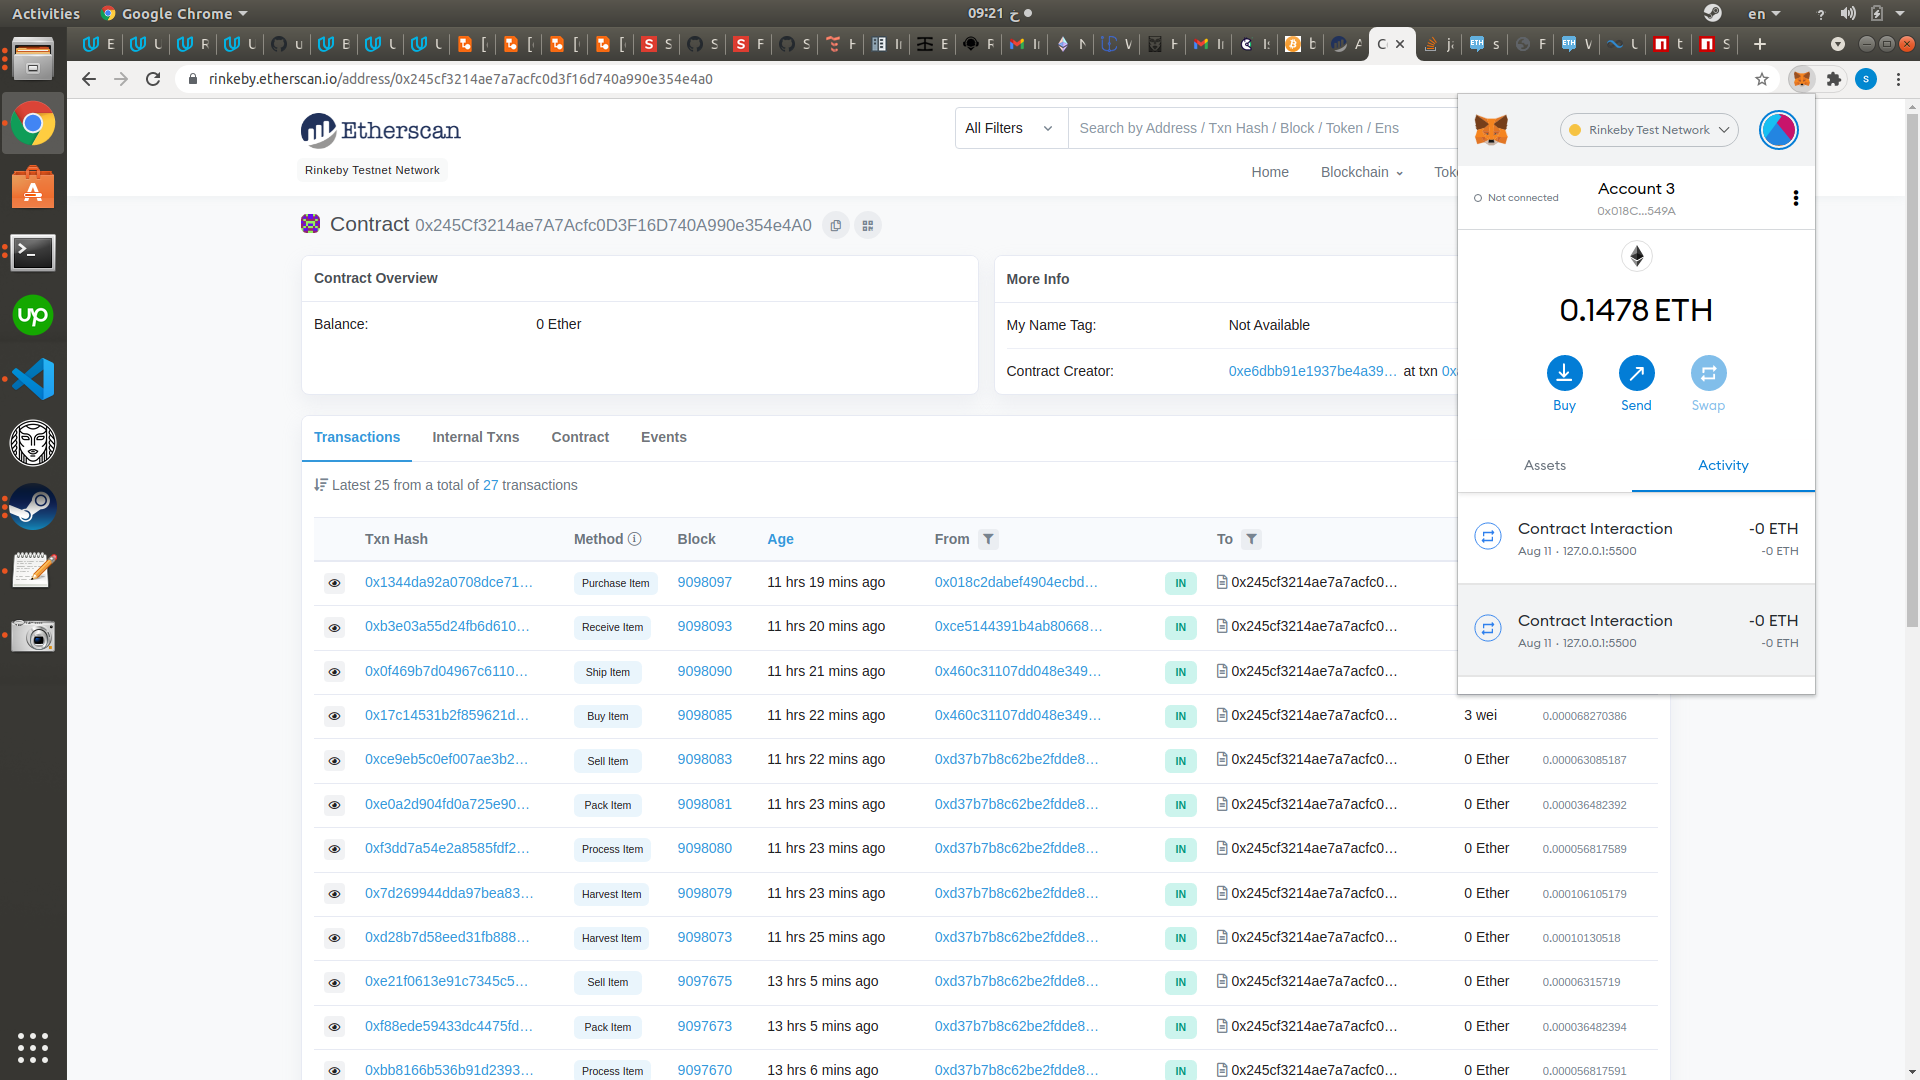 Activities Google Chrome 09:21 خ en ?
rinkeby.etherscan.io/address/0x245cf3214ae7a7acfc0d3f16d740a990e354e4a0
Etherscan
Rinkeby Testnet Network
All Filters Search by Address / Txn Hash / Block / Token / Ens
Home Blockchain
Contract 0x245Cf3214ae7A7Acfc0D3F16D740A990e354e4A0
Contract Overview
Balance: 0 Ether
More Info
My Name Tag: Not Available
Contract Creator: 0xe6dbb91e1937be4a39... at txn
Transactions Internal Txns Contract Events
Latest 25 from a total of 27 transactions
Txn Hash Method Block Age From To
0x1344da92a0708dce71... Purchase Item 9098097 11 hrs 19 mins ago 0x018c2dabef4904ecbd... IN 0x245cf3214ae7a7acfc0...
0xb3e03a55d24fb6d610... Receive Item 9098093 11 hrs 20 mins ago 0xce5144391b4ab80668... IN 0x245cf3214ae7a7acfc0...
0x0f469b7d04967c6110... Ship Item 9098090 11 hrs 21 mins ago 0x460c31107dd048e349... IN 0x245cf3214ae7a7acfc0...
0x17c14531b2f859621d... Buy Item 9098085 11 hrs 22 mins ago 0x460c31107dd048e349... IN 0x245cf3214ae7a7acfc0... 3 wei 0.000068270386
0xce9eb5c0ef007ae3b2... Sell Item 9098083 11 hrs 22 mins ago 0xd37b7b8c62be2fdde8... IN 0x245cf3214ae7a7acfc0... 0 Ether 0.000063085187
0xe0a2d904fd0a725e90... Pack Item 9098081 11 hrs 23 mins ago 0xd37b7b8c62be2fdde8... IN 0x245cf3214ae7a7acfc0... 0 Ether 0.000036482392
0xf3dd7a54e2a8585fdf2... Process Item 9098080 11 hrs 23 mins ago 0xd37b7b8c62be2fdde8... IN 0x245cf3214ae7a7acfc0... 0 Ether 0.000056817589
0x7d269944dda97bea83... Harvest Item 9098079 11 hrs 23 mins ago 0xd37b7b8c62be2fdde8... IN 0x245cf3214ae7a7acfc0... 0 Ether 0.000106105179
0xd28b7d58eed31fb888... Harvest Item 9098073 11 hrs 25 mins ago 0xd37b7b8c62be2fdde8... IN 0x245cf3214ae7a7acfc0... 0 Ether 0.00010130518
0xe21f0613e91c7345c5... Sell Item 9097675 13 hrs 5 mins ago 0xd37b7b8c62be2fdde8... IN 0x245cf3214ae7a7acfc0... 0 Ether 0.00006315719
0xf88ede59433dc4475fd... Pack Item 9097673 13 hrs 5 mins ago 0xd37b7b8c62be2fdde8... IN 0x245cf3214ae7a7acfc0... 0 Ether 0.000036482394
0xbb8166b536b91d2393... Process Item 9097670 13 hrs 6 mins ago 0xd37b7b8c62be2fdde8... IN 0x245cf3214ae7a7acfc0... 0 Ether 0.000056817591
Rinkeby Test Network
Not connected
Account 3
0x018C...549A
0.1478 ETH
Buy Send Swap
Assets Activity
Contract Interaction -0 ETH
Aug 11 · 127.0.0.1:5500 -0 ETH
Contract Interaction -0 ETH
Aug 11 · 127.0.0.1:5500 -0 ETH